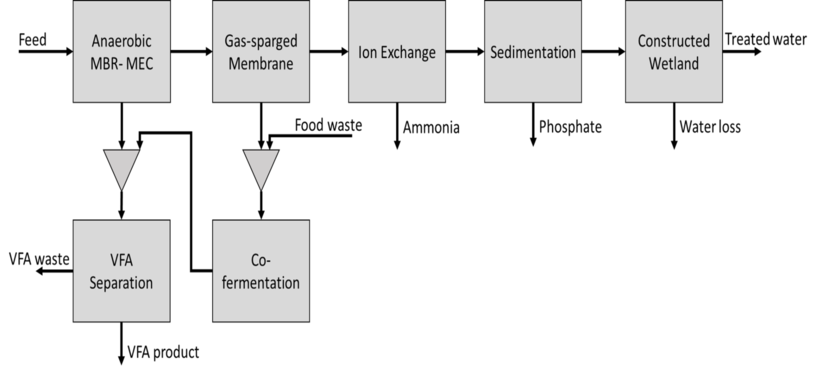 Feed
Anaerobic
MBR- MEC
Gas-sparged
Membrane
Ion Exchange
Sedimentation
Constructed
Wetland
Treated water
Food waste
Ammonia
Phosphate
Water loss
VFA waste
VFA
Separation
Co-
fermentation
VFA product